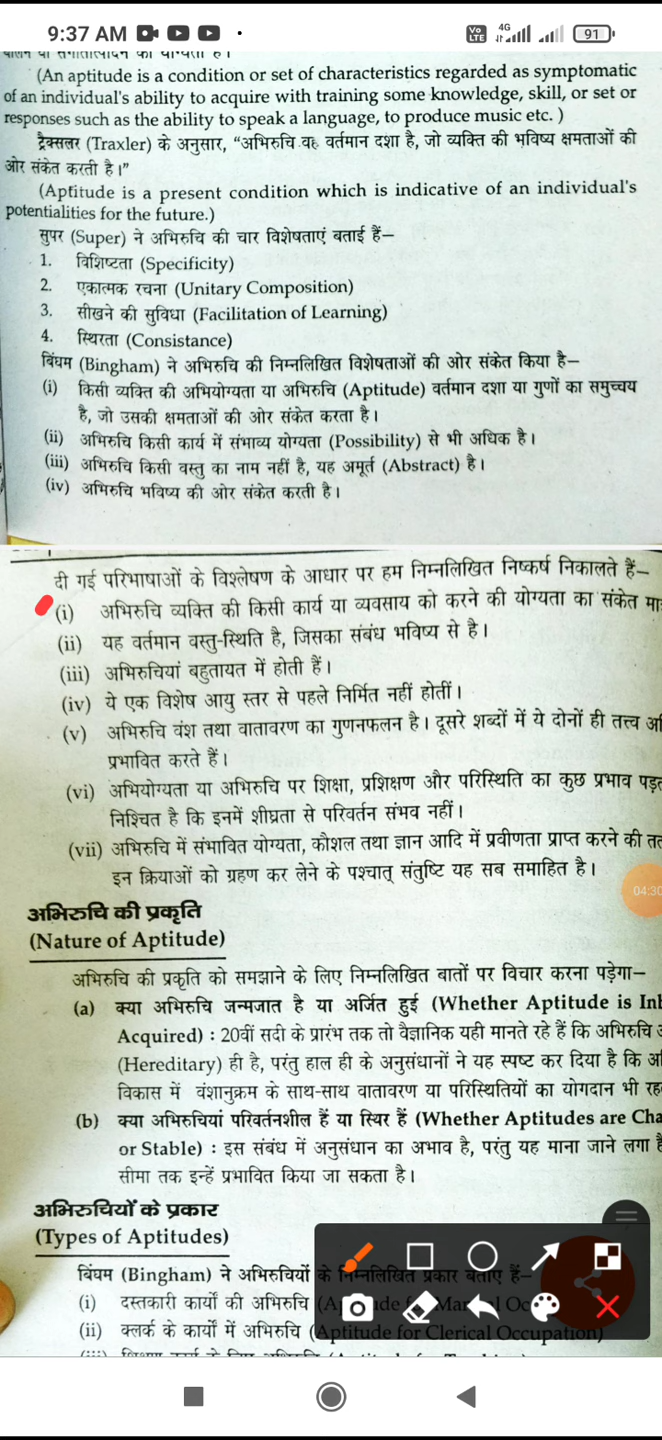 9:37 AM
Vo LTE 4G 91
पालन या संगीतोत्पादन की योग्यता है।
(An aptitude is a condition or set of characteristics regarded as symptomatic
of an individual's ability to acquire with training some knowledge, skill, or set or
responses such as the ability to speak a language, to produce music etc. )
ट्रैक्सलर (Traxler) के अनुसार, “अभिरुचि वह वर्तमान दशा है, जो व्यक्ति की भविष्य क्षमताओं की
ओर संकेत करती है।”
(Aptitude is a present condition which is indicative of an individual's
potentialities for the future.)
सुपर (Super) ने अभिरुचि की चार विशेषताएं बताई हैं–
1. विशिष्टता (Specificity)
2. एकात्मक रचना (Unitary Composition)
3. सीखने की सुविधा (Facilitation of Learning)
4. स्थिरता (Consistance)
बिंघम (Bingham) ने अभिरुचि की निम्नलिखित विशेषताओं की ओर संकेत किया है–
(i) किसी व्यक्ति की अभियोग्यता या अभिरुचि (Aptitude) वर्तमान दशा या गुणों का समुच्चय
है, जो उसकी क्षमताओं की ओर संकेत करता है।
(ii) अभिरुचि किसी कार्य में संभाव्य योग्यता (Possibility) से भी अधिक है।
(iii) अभिरुचि किसी वस्तु का नाम नहीं है, यह अमूर्त (Abstract) है।
(iv) अभिरुचि भविष्य की ओर संकेत करती है।
दी गई परिभाषाओं के विश्लेषण के आधार पर हम निम्नलिखित निष्कर्ष निकालते हैं–
(i) अभिरुचि व्यक्ति की किसी कार्य या व्यवसाय को करने की योग्यता का संकेत
(ii) यह वर्तमान वस्तु-स्थिति है, जिसका संबंध भविष्य से है।
(iii) अभिरुचियां बहुतायत में होती हैं।
(iv) ये एक विशेष आयु स्तर से पहले निर्मित नहीं होतीं।
(v) अभिरुचि वंश तथा वातावरण का गुणनफलन है। दूसरे शब्दों में ये दोनों ही तत्त्व
प्रभावित करते हैं।
(vi) अभियोग्यता या अभिरुचि पर शिक्षा, प्रशिक्षण और परिस्थिति का कुछ प्रभाव
निश्चित है कि इनमें शीघ्रता से परिवर्तन संभव नहीं।
(vii) अभिरुचि में संभावित योग्यता, कौशल तथा ज्ञान आदि में प्रवीणता प्राप्त करने की
इन क्रियाओं को ग्रहण कर लेने के पश्चात् संतुष्टि यह सब समाहित है।
04:30
अभिरुचि की प्रकृति
(Nature of Aptitude)
अभिरुचि की प्रकृति को समझाने के लिए निम्नलिखित बातों पर विचार करना पड़ेगा–
(a) क्या अभिरुचि जन्मजात है या अर्जित हुई (Whether Aptitude is
Acquired) : 20वीं सदी के प्रारंभ तक तो वैज्ञानिक यही मानते रहे हैं कि अभिरुचि
(Hereditary) ही है, परंतु हाल ही के अनुसंधानों ने यह स्पष्ट कर दिया है कि
विकास में वंशानुक्रम के साथ-साथ वातावरण या परिस्थितियों का योगदान भी
(b) क्या अभिरुचियां परिवर्तनशील हैं या स्थिर हैं (Whether Aptitudes are
or Stable) : इस संबंध में अनुसंधान का अभाव है, परंतु यह माना जाने लगा
सीमा तक इन्हें प्रभावित किया जा सकता है।
अभिरुचियों के प्रकार
(Types of Aptitudes)
बिंघम (Bingham) ने अभिरुचियों के निम्नलिखित प्रकार बताए हैं–
(i) दस्तकारी कार्यों की अभिरुचि
(ii) क्लर्क के कार्यों में अभिरुचि (Aptitude for Clerical Occupation)